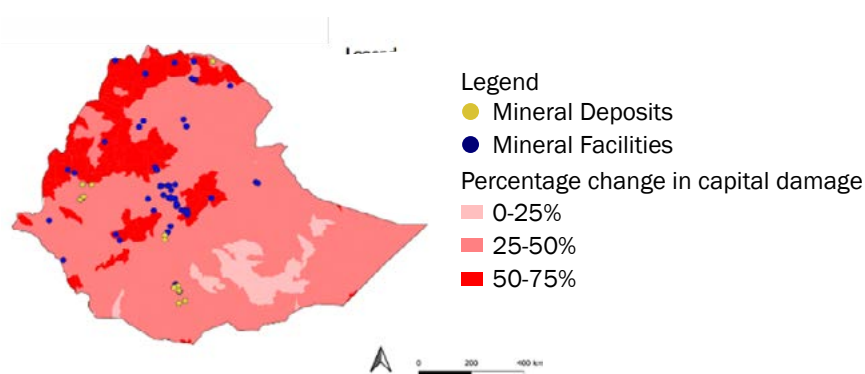 Legend
Mineral Deposits
Mineral Facilities
Percentage change in capital damage
0-25%
25-50%
50-75%
0 200 400 km